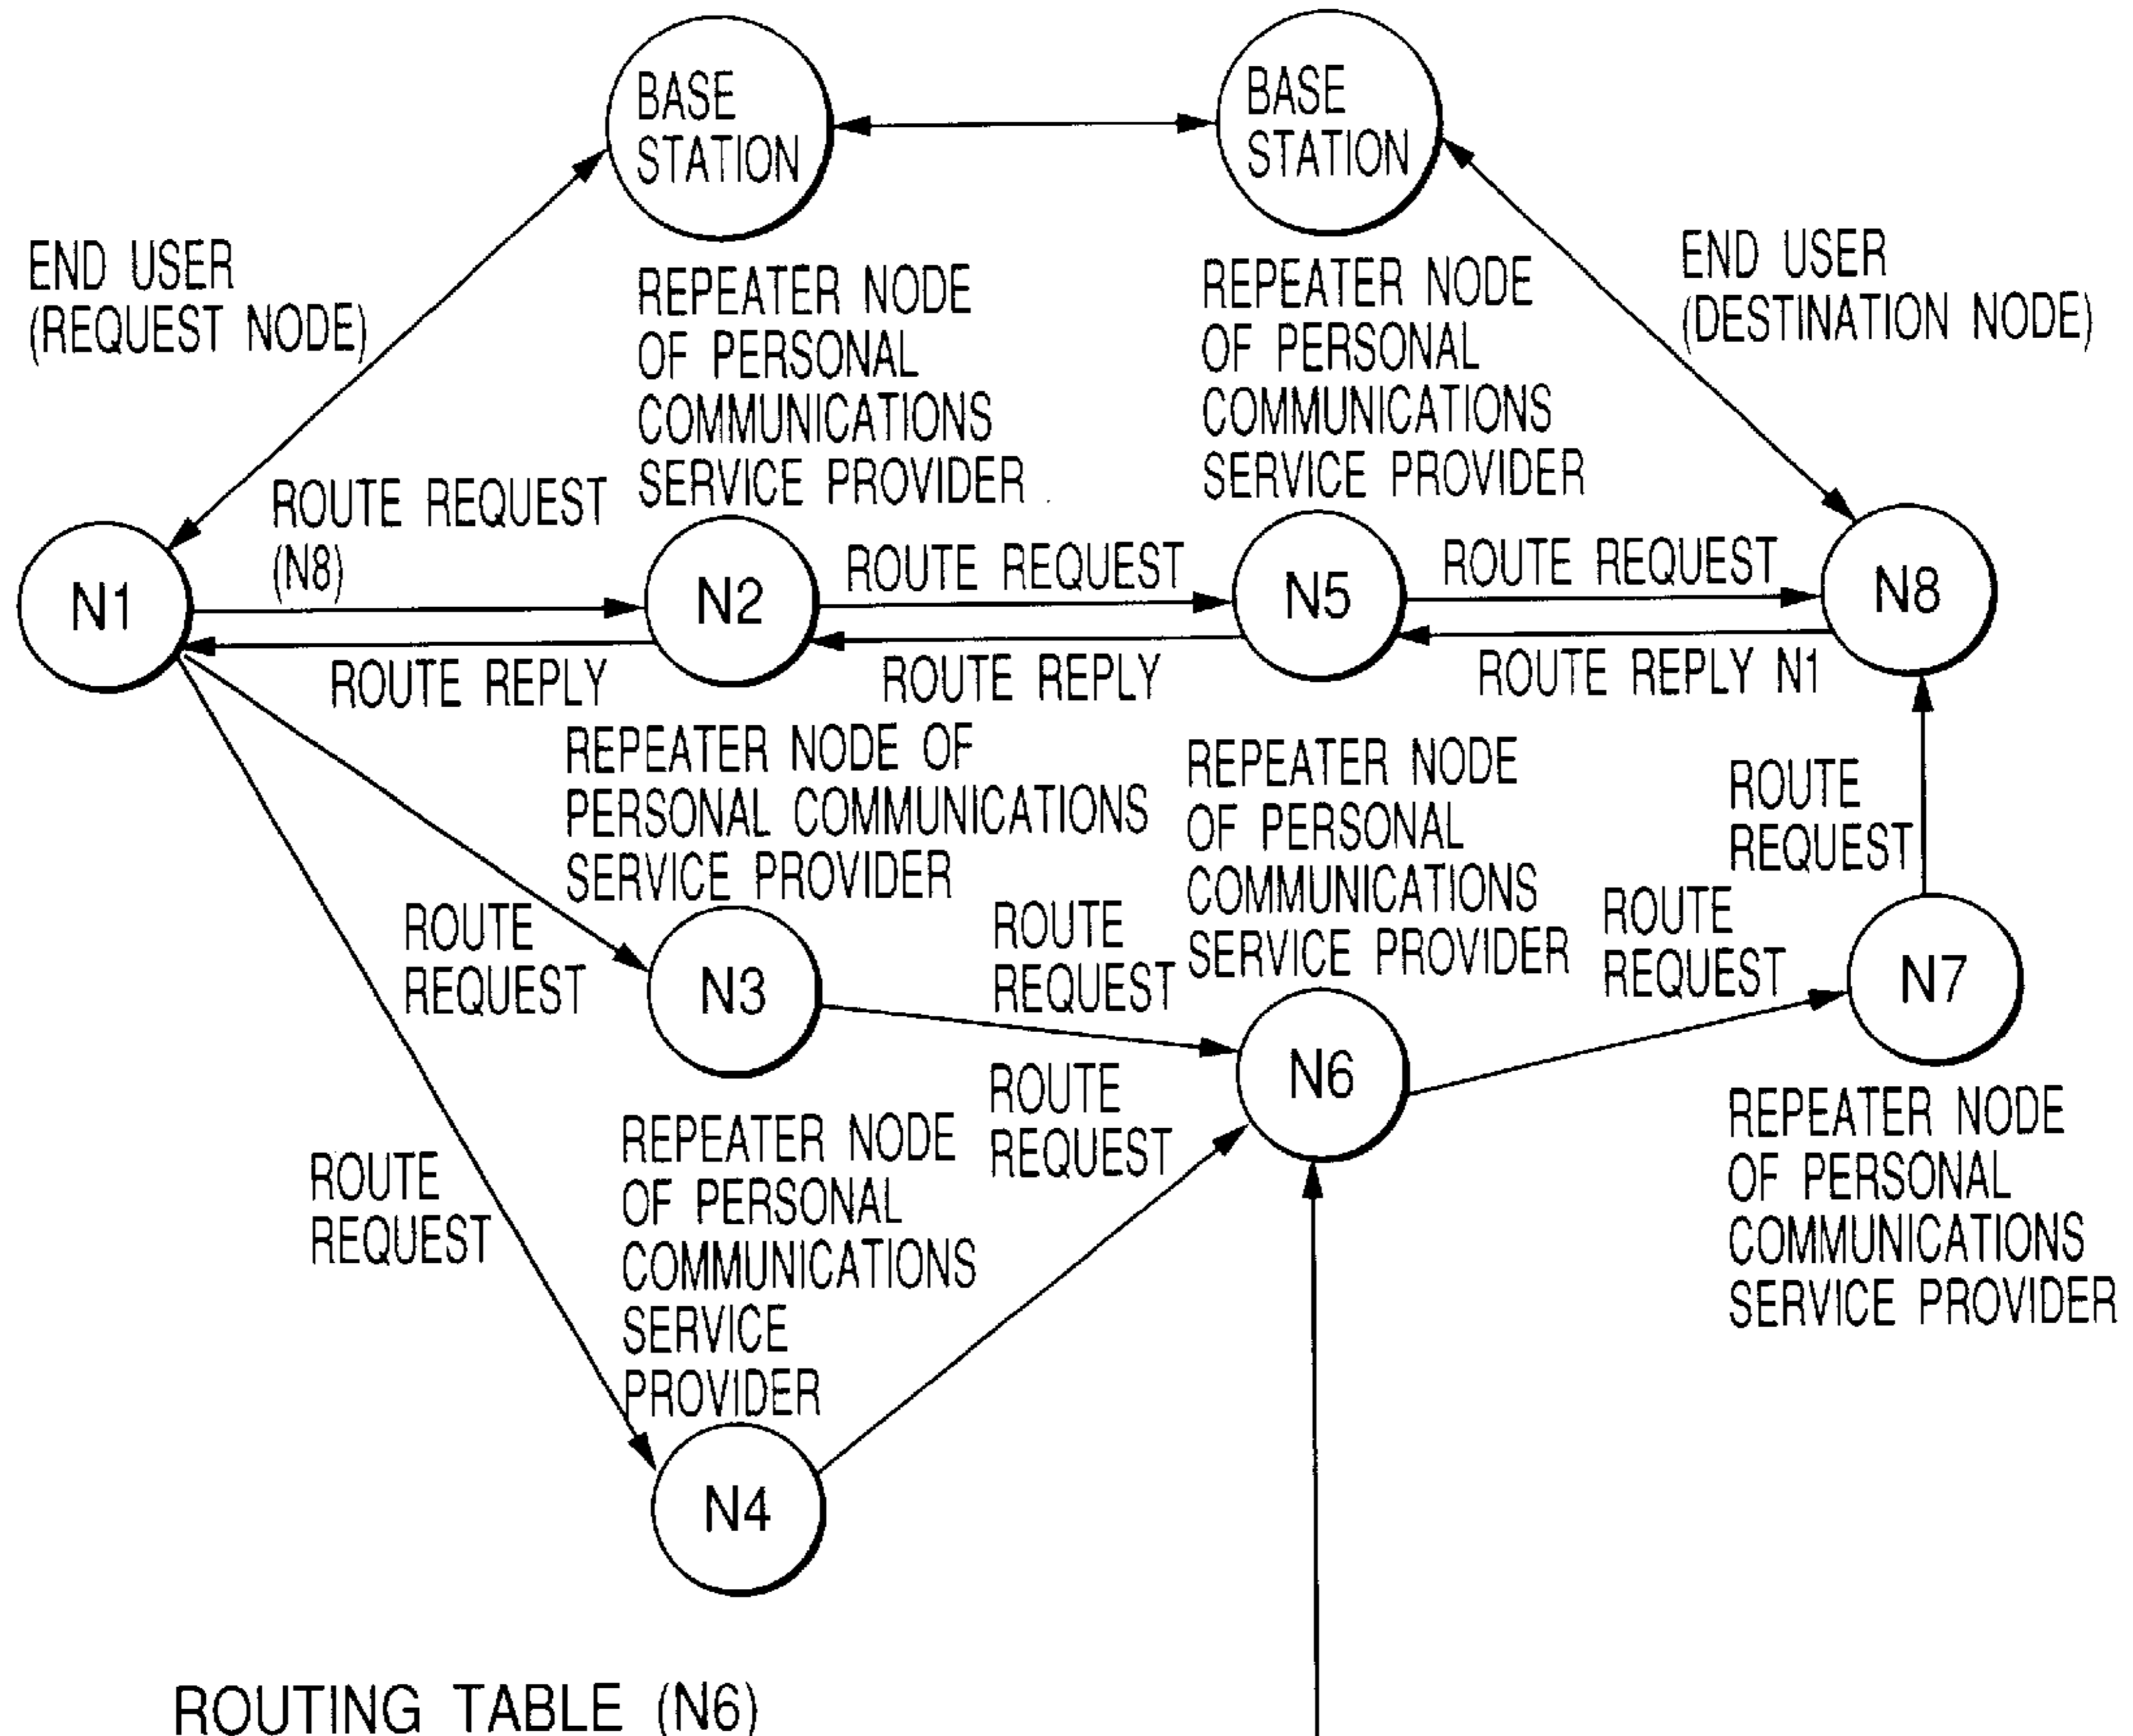 BASE
STATION
BASE
STATION
END USER
(REQUEST NODE)
REPEATER NODE
OF PERSONAL
COMMUNICATIONS
SERVICE PROVIDER
REPEATER NODE
OF PERSONAL
COMMUNICATIONS
SERVICE PROVIDER
END USER
(DESTINATION NODE)
N1
ROUTE REQUEST
(N8)
N2
ROUTE REQUEST
N5
ROUTE REQUEST
N8
ROUTE REPLY
ROUTE REPLY
ROUTE REPLY N1
REPEATER NODE OF
PERSONAL COMMUNICATIONS
SERVICE PROVIDER
REPEATER NODE
OF PERSONAL
COMMUNICATIONS
SERVICE PROVIDER
ROUTE
REQUEST
ROUTE
REQUEST
N3
ROUTE
REQUEST
ROUTE
REQUEST
N7
N6
ROUTE
REQUEST
REPEATER NODE
OF PERSONAL
COMMUNICATIONS
SERVICE
PROVIDER
ROUTE
REQUEST
REPEATER NODE
OF PERSONAL
COMMUNICATIONS
SERVICE PROVIDER
N4
ROUTING TABLE (N6)